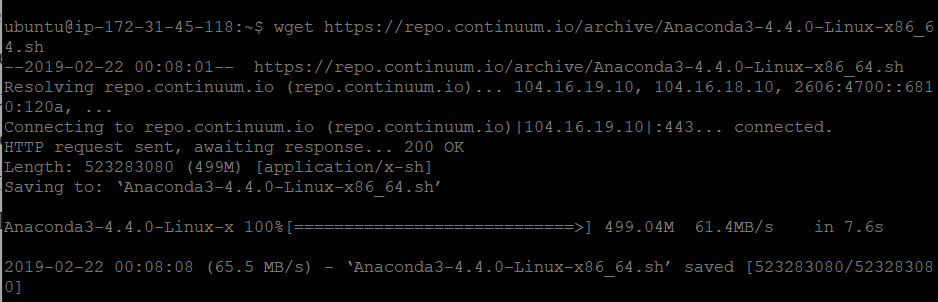 ubuntu@ip-172-31-45-118:~$ wget https://repo.continuum.io/archive/Anaconda3-4.4.0-Linux-x86_6
4.sh
--2019-02-22 00:08:01--  https://repo.continuum.io/archive/Anaconda3-4.4.0-Linux-x86_64.sh
Resolving repo.continuum.io (repo.continuum.io)... 104.16.19.10, 104.16.18.10, 2606:4700::681
0:120a, ...
Connecting to repo.continuum.io (repo.continuum.io)|104.16.19.10|:443... connected.
HTTP request sent, awaiting response... 200 OK
Length: 523283080 (499M) [application/x-sh]
Saving to: ‘Anaconda3-4.4.0-Linux-x86_64.sh’
Anaconda3-4.4.0-Linux-x 100%[============================>] 499.04M  61.4MB/s    in 7.6s
2019-02-22 00:08:08 (65.5 MB/s) - ‘Anaconda3-4.4.0-Linux-x86_64.sh’ saved [523283080/52328308
0]